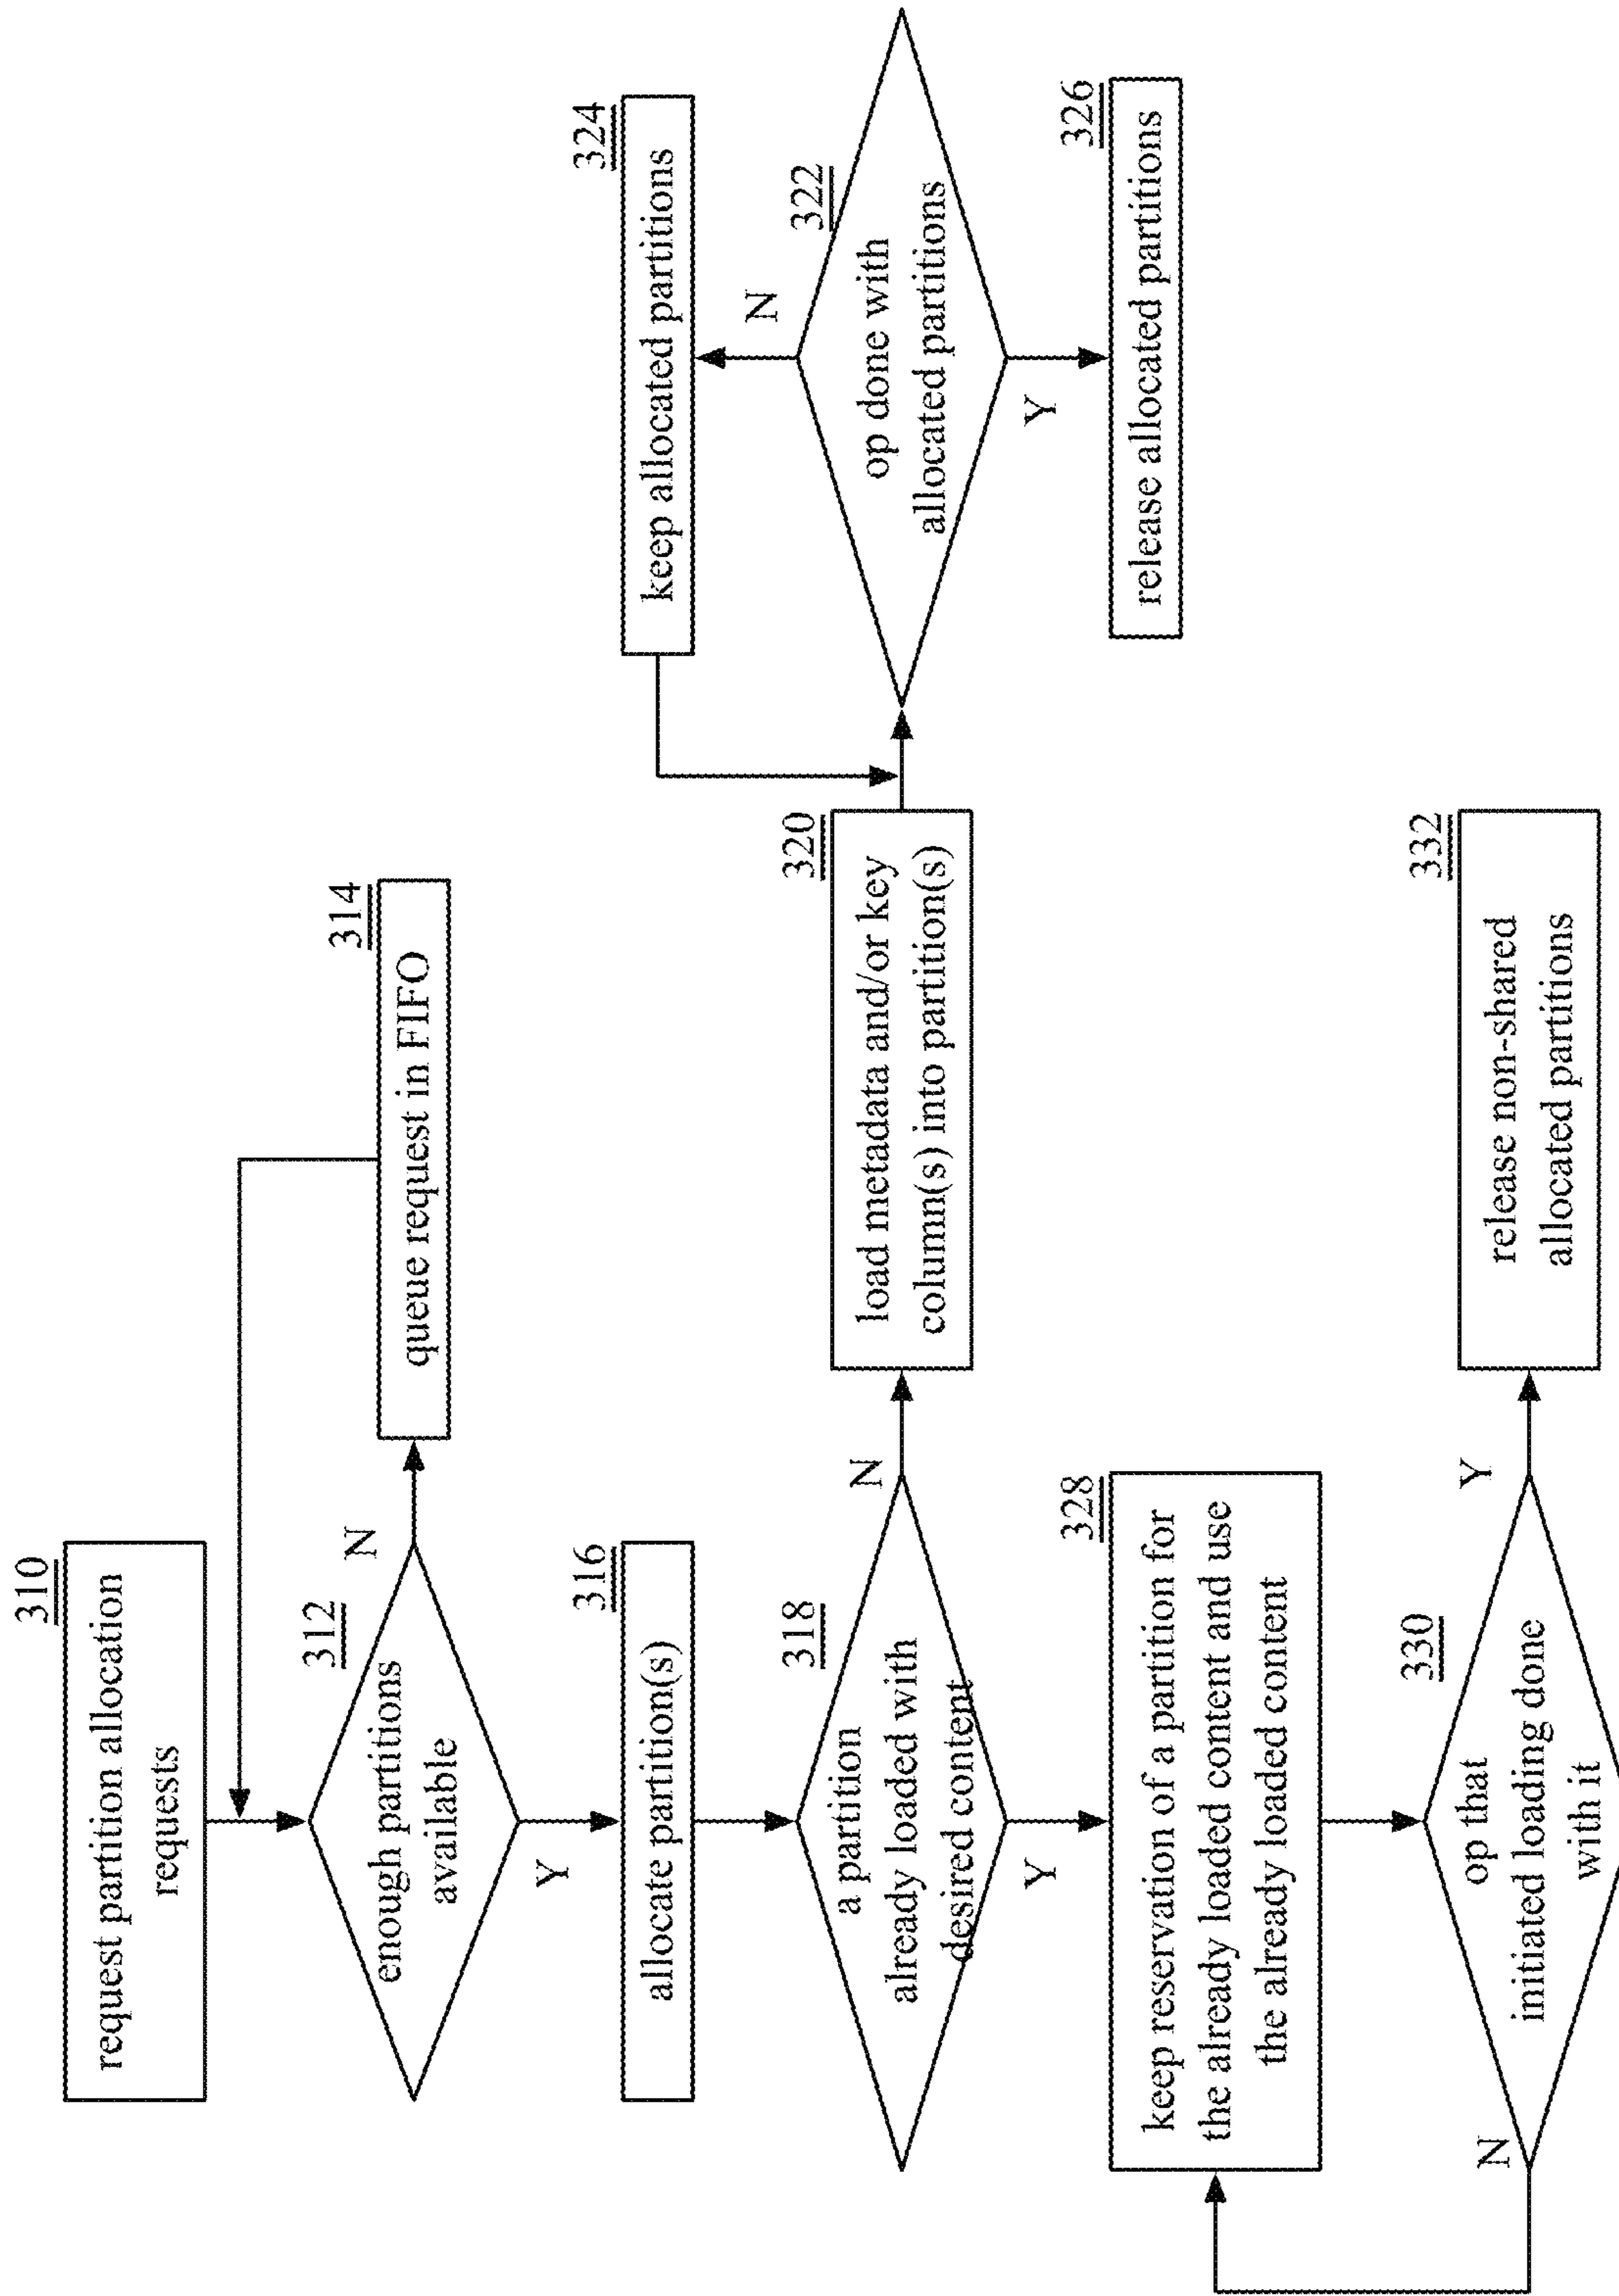 310
request partition allocation
requests
312
enough partitions
available
N
Y
314
queue request in FIFO
316
allocate partition(s)
318
a partition
already loaded with
desired content
N
Y
320
load metadata and/or key
column(s) into partition(s)
322
op done with
allocated partitions
N
Y
324
keep allocated partitions
326
release allocated partitions
328
keep reservation of a partition for
the already loaded content and use
the already loaded content
330
op that
initiated loading done
with it
N
Y
332
release non-shared
allocated partitions